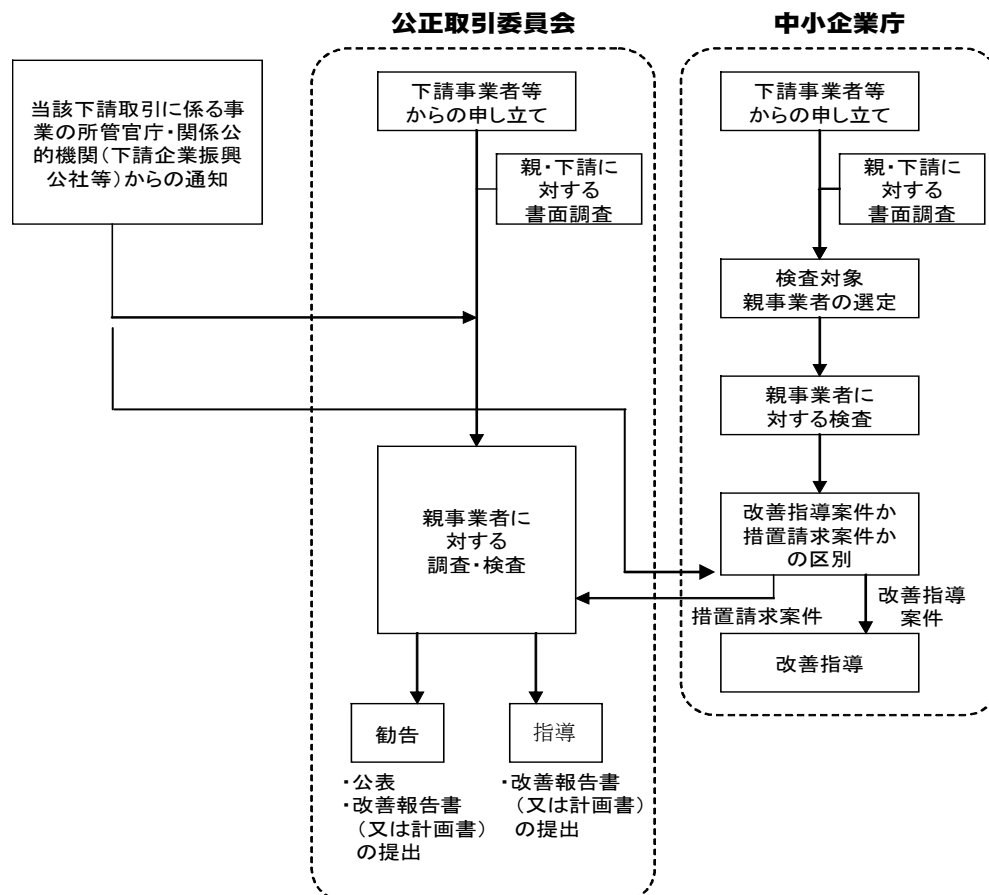 公正取引委員会
中小企業庁
当該下請取引に係る事
業の所管官庁・関係公
的機関（下請企業振興
公社等）からの通知
下請事業者等
からの申し立て
親・下請に
対する
書面調査
下請事業者等
からの申し立て
親・下請に
対する
書面調査
検査対象
親事業者の選定
親事業者に
対する検査
改善指導案件か
措置請求案件か
の区別
親事業者に
対する
調査・検査
措置請求案件
改善指導
案件
改善指導
勧告
指導
・公表
・改善報告書
（又は計画書）
の提出
・改善報告書
（又は計画書）
の提出